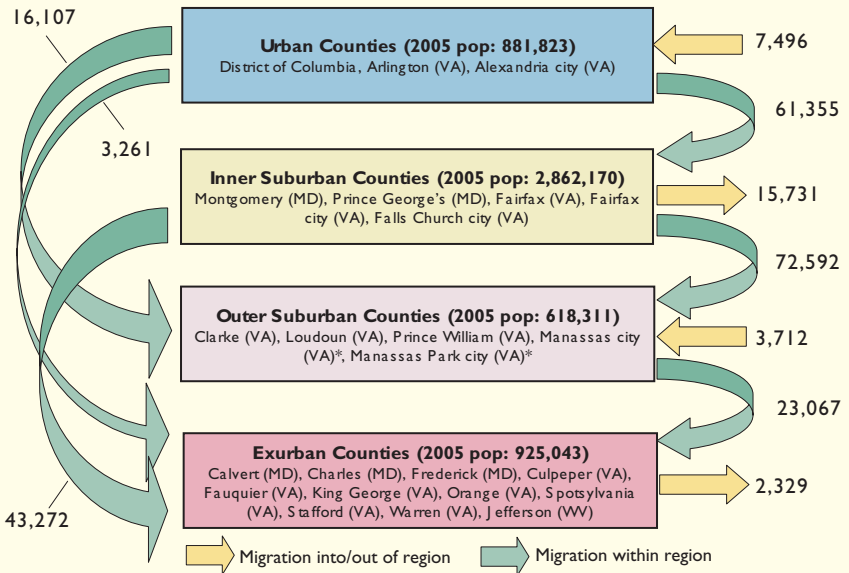 16,107
Urban Counties (2005 pop: 881,823)
District of Columbia, Arlington (VA), Alexandria city (VA)
7,496
61,355
3,261
Inner Suburban Counties (2005 pop: 2,862,170)
Montgomery (MD), Prince George’s (MD), Fairfax (VA), Fairfax
city (VA), Falls Church city (VA)
15,731
72,592
Outer Suburban Counties (2005 pop: 618,311)
Clarke (VA), Loudoun (VA), Prince William (VA), Manassas city
(VA)*, Manassas Park city (VA)*
3,712
23,067
Exurban Counties (2005 pop: 925,043)
Calvert (MD), Charles (MD), Frederick (MD), Culpeper (VA),
Fauquier (VA), King George (VA), Orange (VA), Spotsylvania
(VA), Stafford (VA), Warren (VA), Jefferson (WV)
2,329
43,272
Migration into/out of region
Migration within region